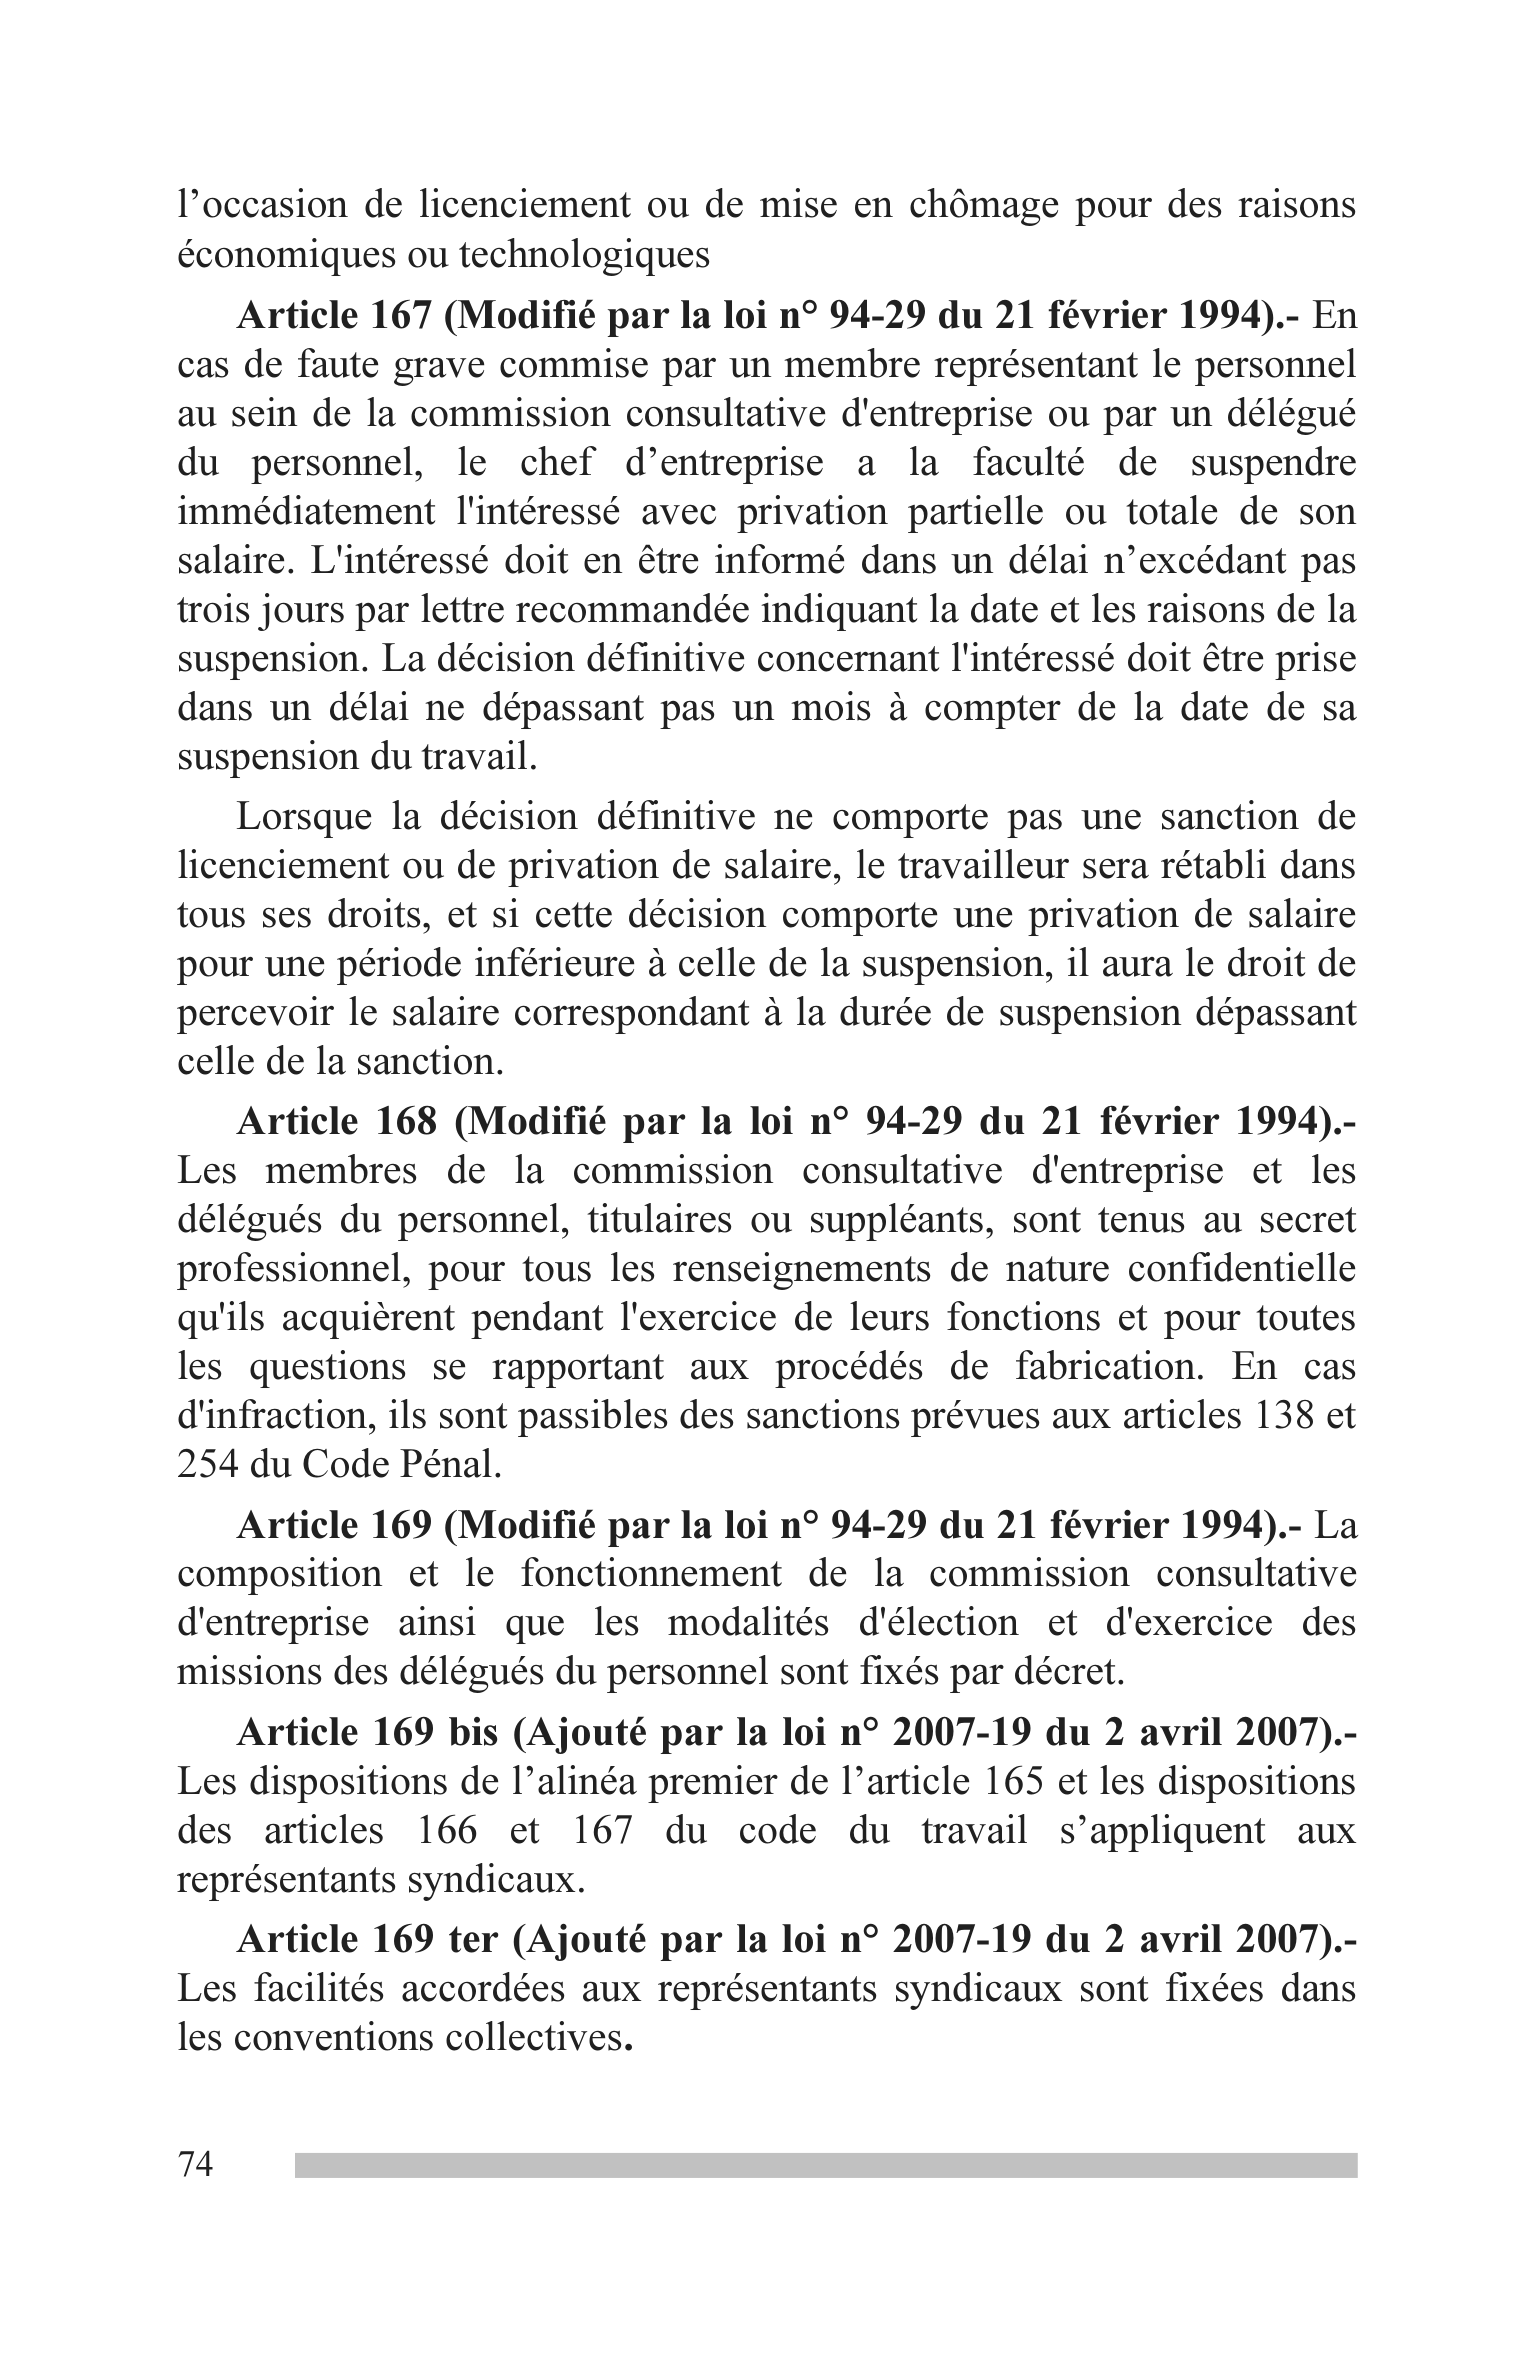 l’occasion de licenciement ou de mise en chômage pour des raisons
économiques ou technologiques
Article 167 (Modifié par la loi n° 94-29 du 21 février 1994).- En
cas de faute grave commise par un membre représentant le personnel
au sein de la commission consultative d'entreprise ou par un délégué
du personnel, le chef d’entreprise a la faculté de suspendre
immédiatement l'intéressé avec privation partielle ou totale de son
salaire. L'intéressé doit en être informé dans un délai n’excédant pas
trois jours par lettre recommandée indiquant la date et les raisons de la
suspension. La décision définitive concernant l'intéressé doit être prise
dans un délai ne dépassant pas un mois à compter de la date de sa
suspension du travail.
Lorsque la décision définitive ne comporte pas une sanction de
licenciement ou de privation de salaire, le travailleur sera rétabli dans
tous ses droits, et si cette décision comporte une privation de salaire
pour une période inférieure à celle de la suspension, il aura le droit de
percevoir le salaire correspondant à la durée de suspension dépassant
celle de la sanction.
Article 168 (Modifié par la loi n° 94-29 du 21 février 1994).-
Les membres de la commission consultative d'entreprise et les
délégués du personnel, titulaires ou suppléants, sont tenus au secret
professionnel, pour tous les renseignements de nature confidentielle
qu'ils acquièrent pendant l'exercice de leurs fonctions et pour toutes
les questions se rapportant aux procédés de fabrication. En cas
d'infraction, ils sont passibles des sanctions prévues aux articles 138 et
254 du Code Pénal.
Article 169 (Modifié par la loi n° 94-29 du 21 février 1994).- La
composition et le fonctionnement de la commission consultative
d'entreprise ainsi que les modalités d'élection et d'exercice des
missions des délégués du personnel sont fixés par décret.
Article 169 bis (Ajouté par la loi n° 2007-19 du 2 avril 2007).-
Les dispositions de l’alinéa premier de l’article 165 et les dispositions
des articles 166 et 167 du code du travail s’appliquent aux
représentants syndicaux.
Article 169 ter (Ajouté par la loi n° 2007-19 du 2 avril 2007).-
Les facilités accordées aux représentants syndicaux sont fixées dans
les conventions collectives.
74